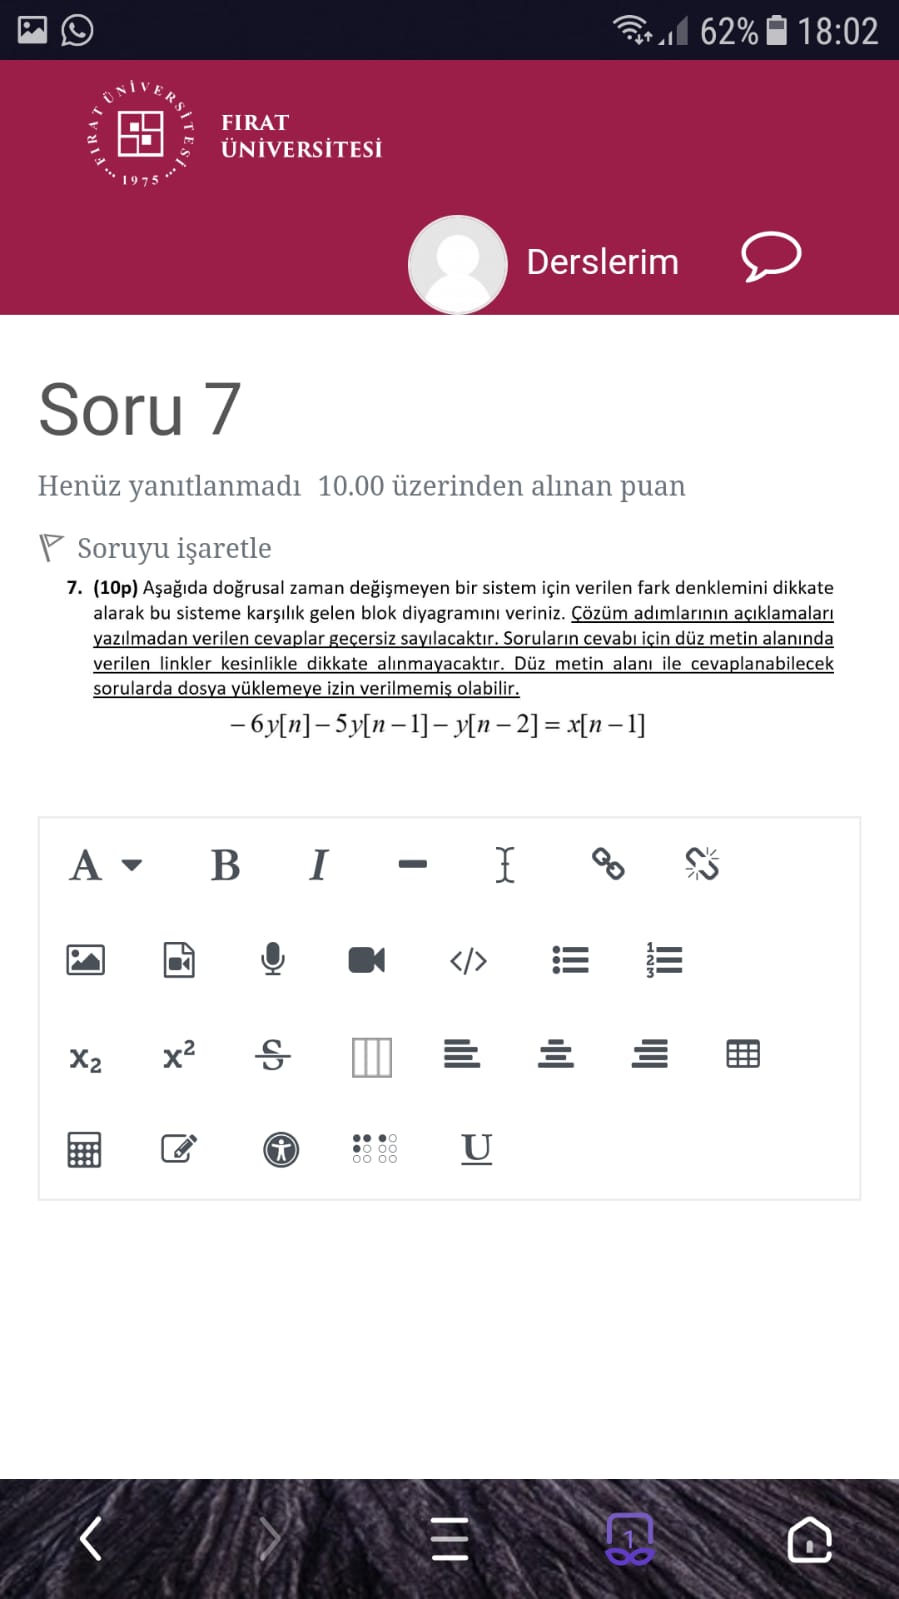 62% 18:02
FIRAT ÜNİVERSİTESİ
1975
FIRAT
ÜNİVERSİTESİ
Derslerim
Soru 7
Henüz yanıtlanmadı 10.00 üzerinden alınan puan
Soruyu işaretle
7. (10p) Aşağıda doğrusal zaman değişmeyen bir sistem için verilen fark denklemini dikkate
alarak bu sisteme karşılık gelen blok diyagramını veriniz. Çözüm adımlarının açıklamaları
yazılmadan verilen cevaplar geçersiz sayılacaktır. Soruların cevabı için düz metin alanında
verilen linkler kesinlikle dikkate alınmayacaktır. Düz metin alanı ile cevaplanabilecek
sorularda dosya yüklemeye izin verilmemiş olabilir.
– 6y[n] – 5y[n – 1] – y[n – 2] = x[n – 1]
A B I
</>
1 2 3
x₂ x² S
U
1